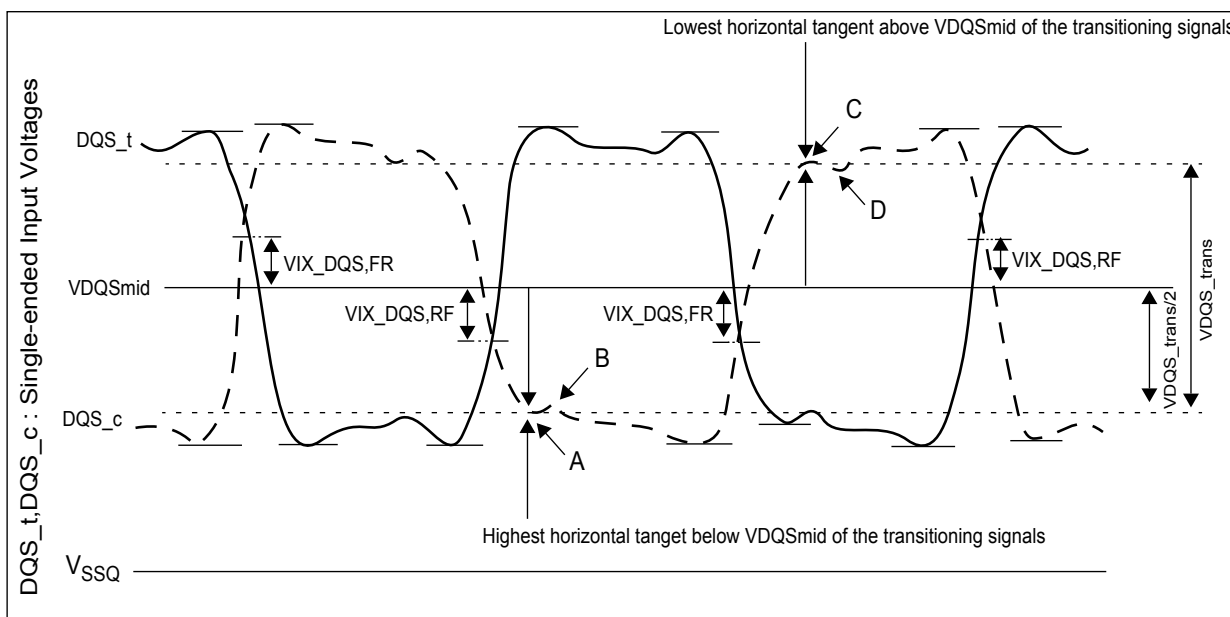 Lowest horizontal tangent above VDQSmid of the transitioning signals
DQS_t,DQS_c : Single-ended Input Voltages
DQS_t
C
D
VIX_DQS,FR
VIX_DQS,RF
VDQSmid
VIX_DQS,RF
VIX_DQS,FR
VDQS_trans/2
VDQS_trans
B
DQS_c
A
Highest horizontal tanget below VDQSmid of the transitioning signals
VSSQ